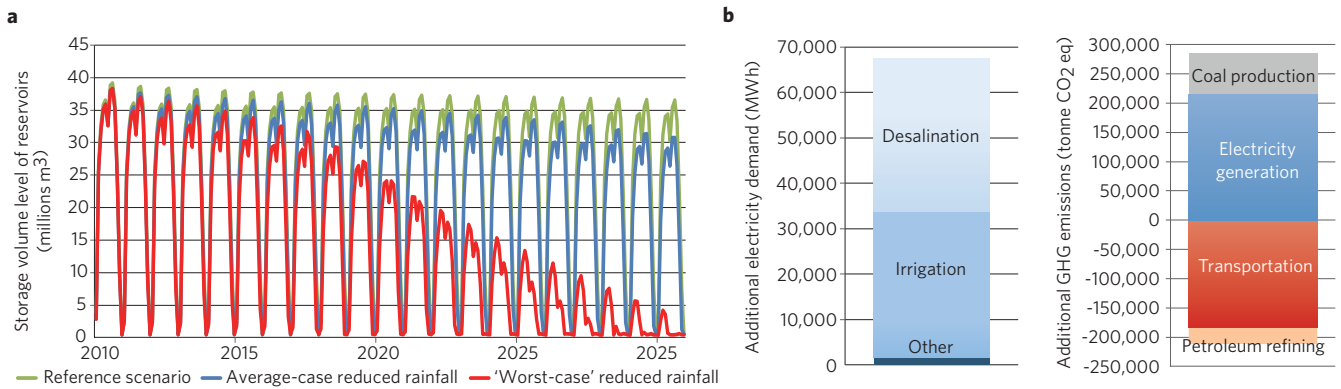 a
Storage volume level of reservoirs
(millions m3)
45
40
35
30
25
20
15
10
5
0
2010
2015
2020
2025
2025
Reference scenario
Average-case reduced rainfall
‘Worst-case’ reduced rainfall
b
Additional electricity demand (MWh)
70,000
60,000
50,000
40,000
30,000
20,000
10,000
0
Desalination
Irrigation
Other
Additional GHG emissions (tonne CO2 eq)
300,000
250,000
200,000
150,000
100,000
50,000
0
-50,000
-100,000
-150,000
-200,000
-250,000
Coal production
Electricity
generation
Transportation
Petroleum refining